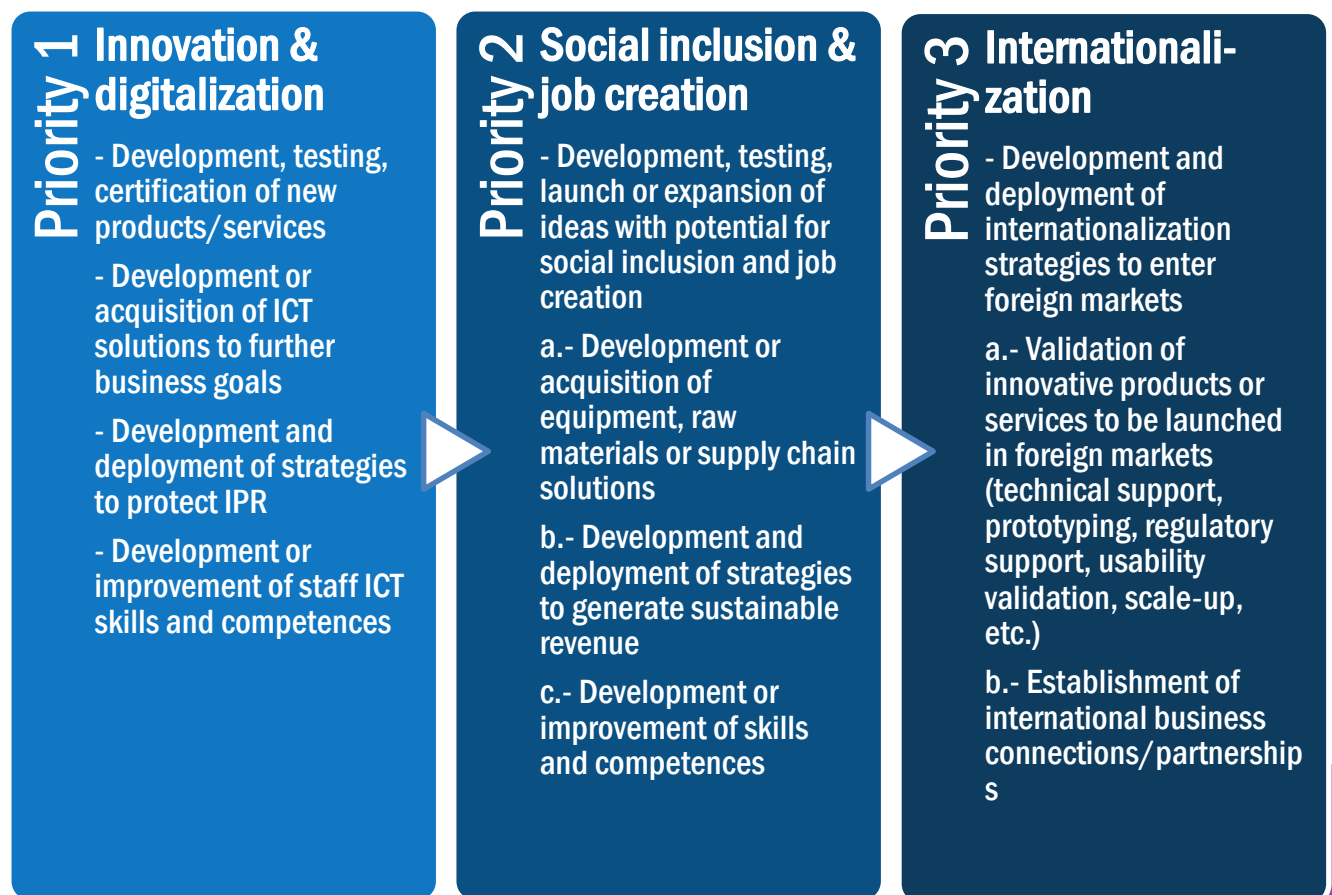 Priority 1
Innovation &
digitalization
- Development, testing,
certification of new
products/services
- Development or
acquisition of ICT
solutions to further
business goals
- Development and
deployment of strategies
to protect IPR
- Development or
improvement of staff ICT
skills and competences
Priority 2
Social inclusion &
job creation
- Development, testing,
launch or expansion of
ideas with potential for
social inclusion and job
creation
a.- Development or
acquisition of
equipment, raw
materials or supply chain
solutions
b.- Development and
deployment of strategies
to generate sustainable
revenue
c.- Development or
improvement of skills
and competences
Priority 3
Internationali-
zation
- Development and
deployment of
internationalization
strategies to enter
foreign markets
a.- Validation of
innovative products or
services to be launched
in foreign markets
(technical support,
prototyping, regulatory
support, usability
validation, scale-up,
etc.)
b.- Establishment of
international business
connections/partnership
s